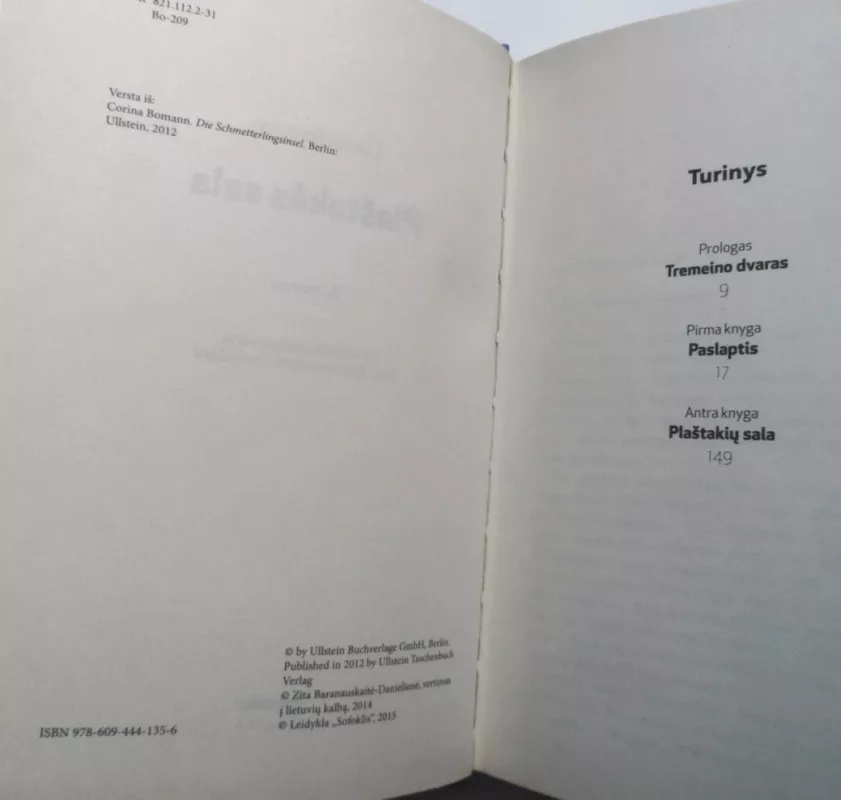 821.112.2-31
Bo-209
Versta iš:
Corina Bomann. Die Schmetterlingsinsel. Berlin:
Ullstein, 2012
© by Ullstein Buchverlage GmbH, Berlin.
Published in 2012 by Ullstein Taschenbuch
Verlag
© Zita Baranauskaitė-Danielienė, vertimas
į lietuvių kalbą, 2014
© Leidykla „Sofoklis“, 2015
ISBN 978-609-444-135-6
Turinys
Prologas
Tremeino dvaras
9
Pirma knyga
Paslaptis
17
Antra knyga
Plaštakių sala
149